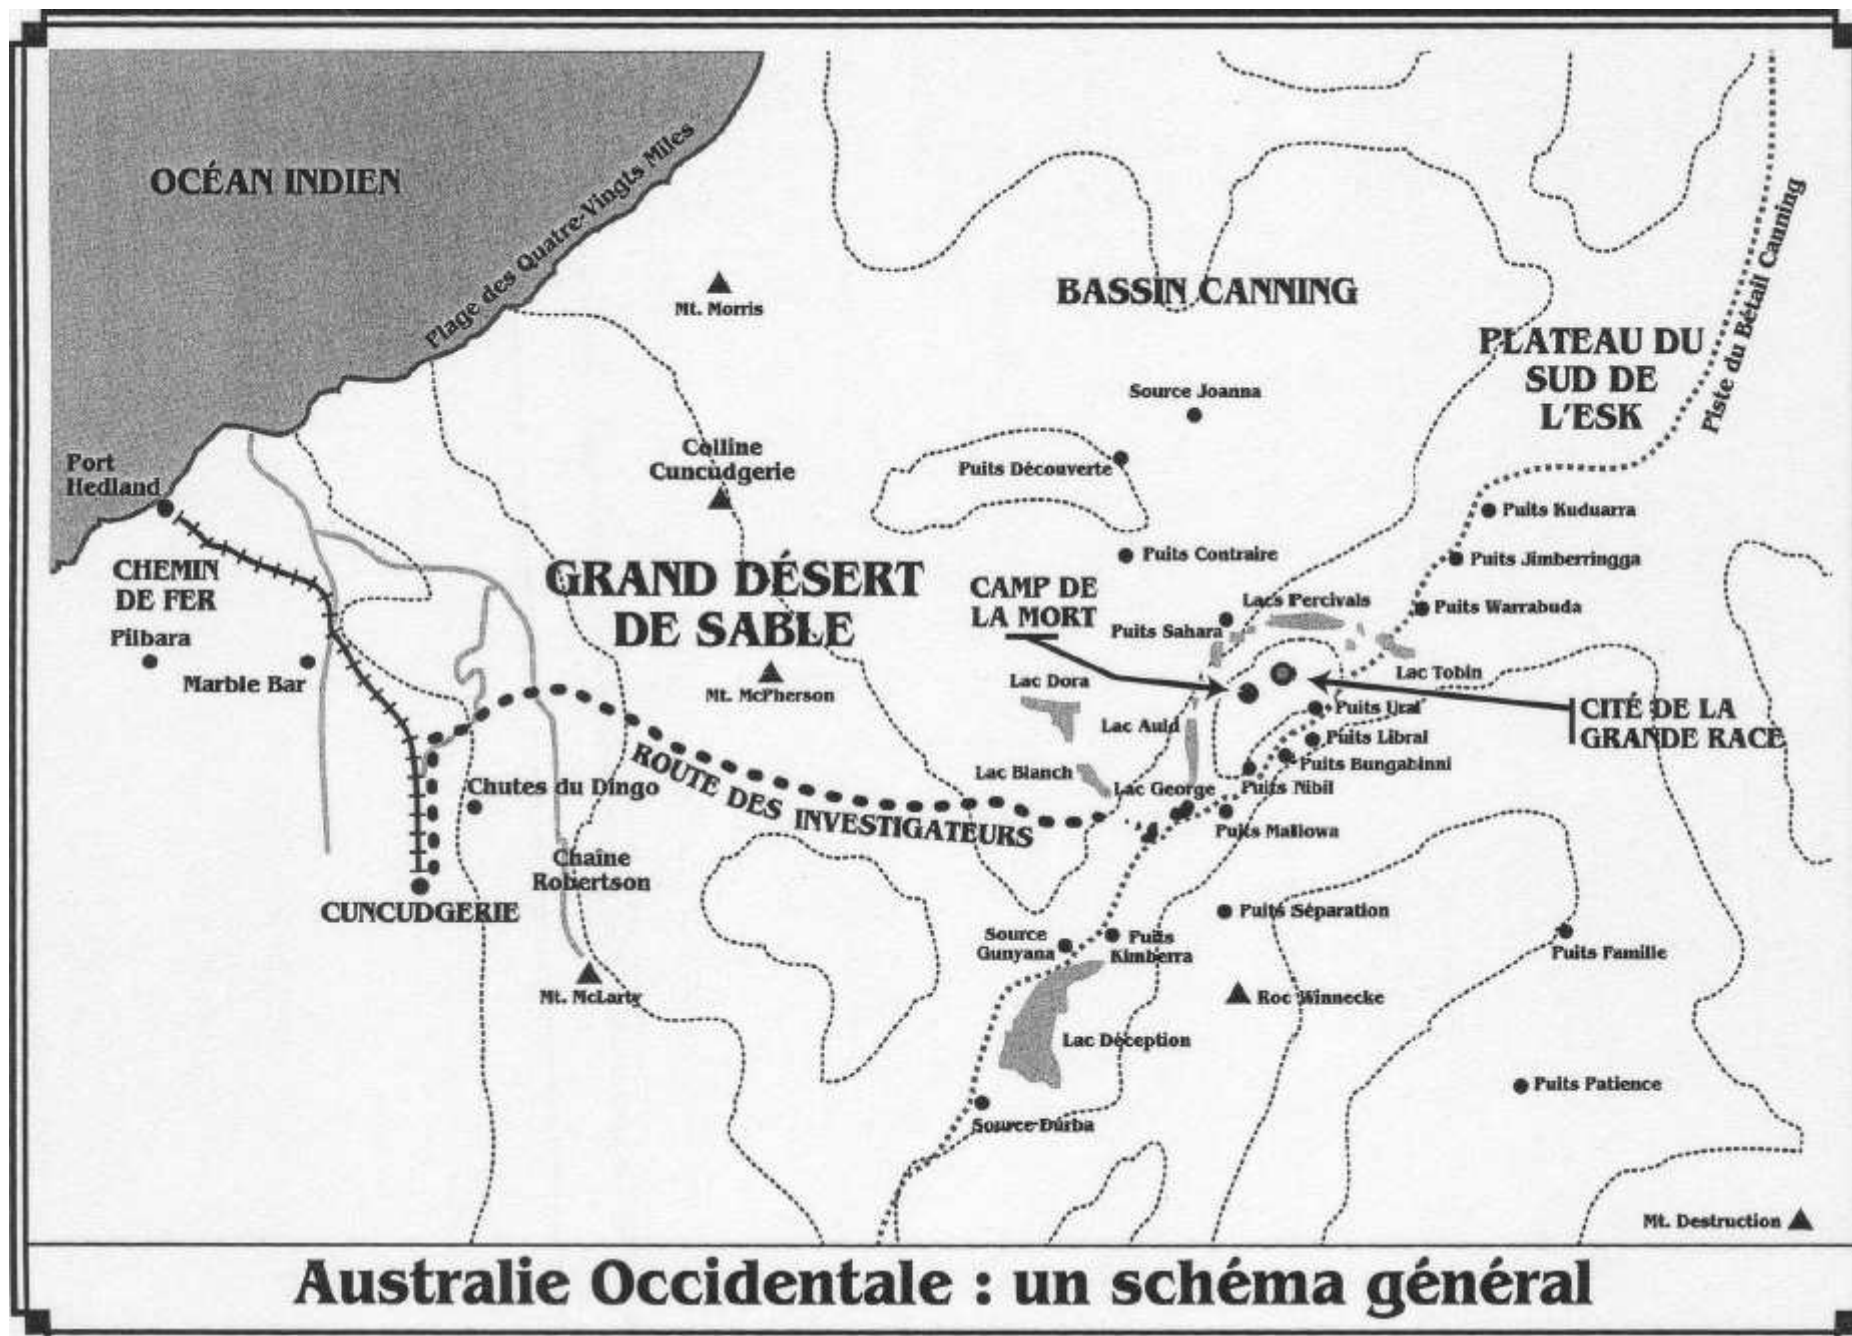 OCÉAN INDIEN
Plage des Quatre-Vingts Miles
Mt. Morris
BASSIN CANNING
Piste du Bétail Canning
PLATEAU DU
SUD DE
L'ESK
Source Joanna
Colline
Cuncudgerie
Puits Découverte
Port
Hedland
Puits Kuduarra
Puits Contraire
Puits Jimberringga
CHEMIN
DE FER
GRAND DÉSERT
DE SABLE
CAMP DE
LA MORT
Lacs Percivals
Puits Warrabuda
Puits Sahara
Pilbara
Marble Bar
Mt. McPherson
Lac Dora
Lac Tobin
Lac Auld
Puits Ural
CITÉ DE LA
GRANDE RACE
Puits Libral
Puits Bungabinni
Lac Blanch
Lac George
Puits Nibil
Chutes du Dingo
ROUTE DES INVESTIGATEURS
Puits Mallowa
Chaîne
Robertson
CUNCUDGERIE
Puits Séparation
Source
Gunyana
Puits
Kimberra
Puits Famille
Mt. McLarty
Roc Winnecke
Lac Déception
Puits Patience
Source Durba
Mt. Destruction
Australie Occidentale : un schéma général